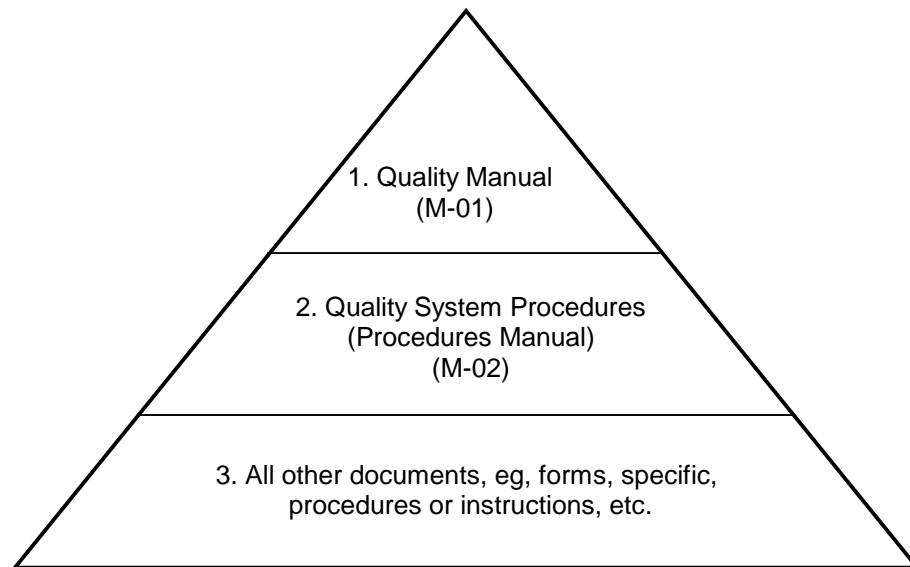 1. Quality Manual
(M-01)
2. Quality System Procedures
(Procedures Manual)
(M-02)
3. All other documents, eg, forms, specific,
procedures or instructions, etc.